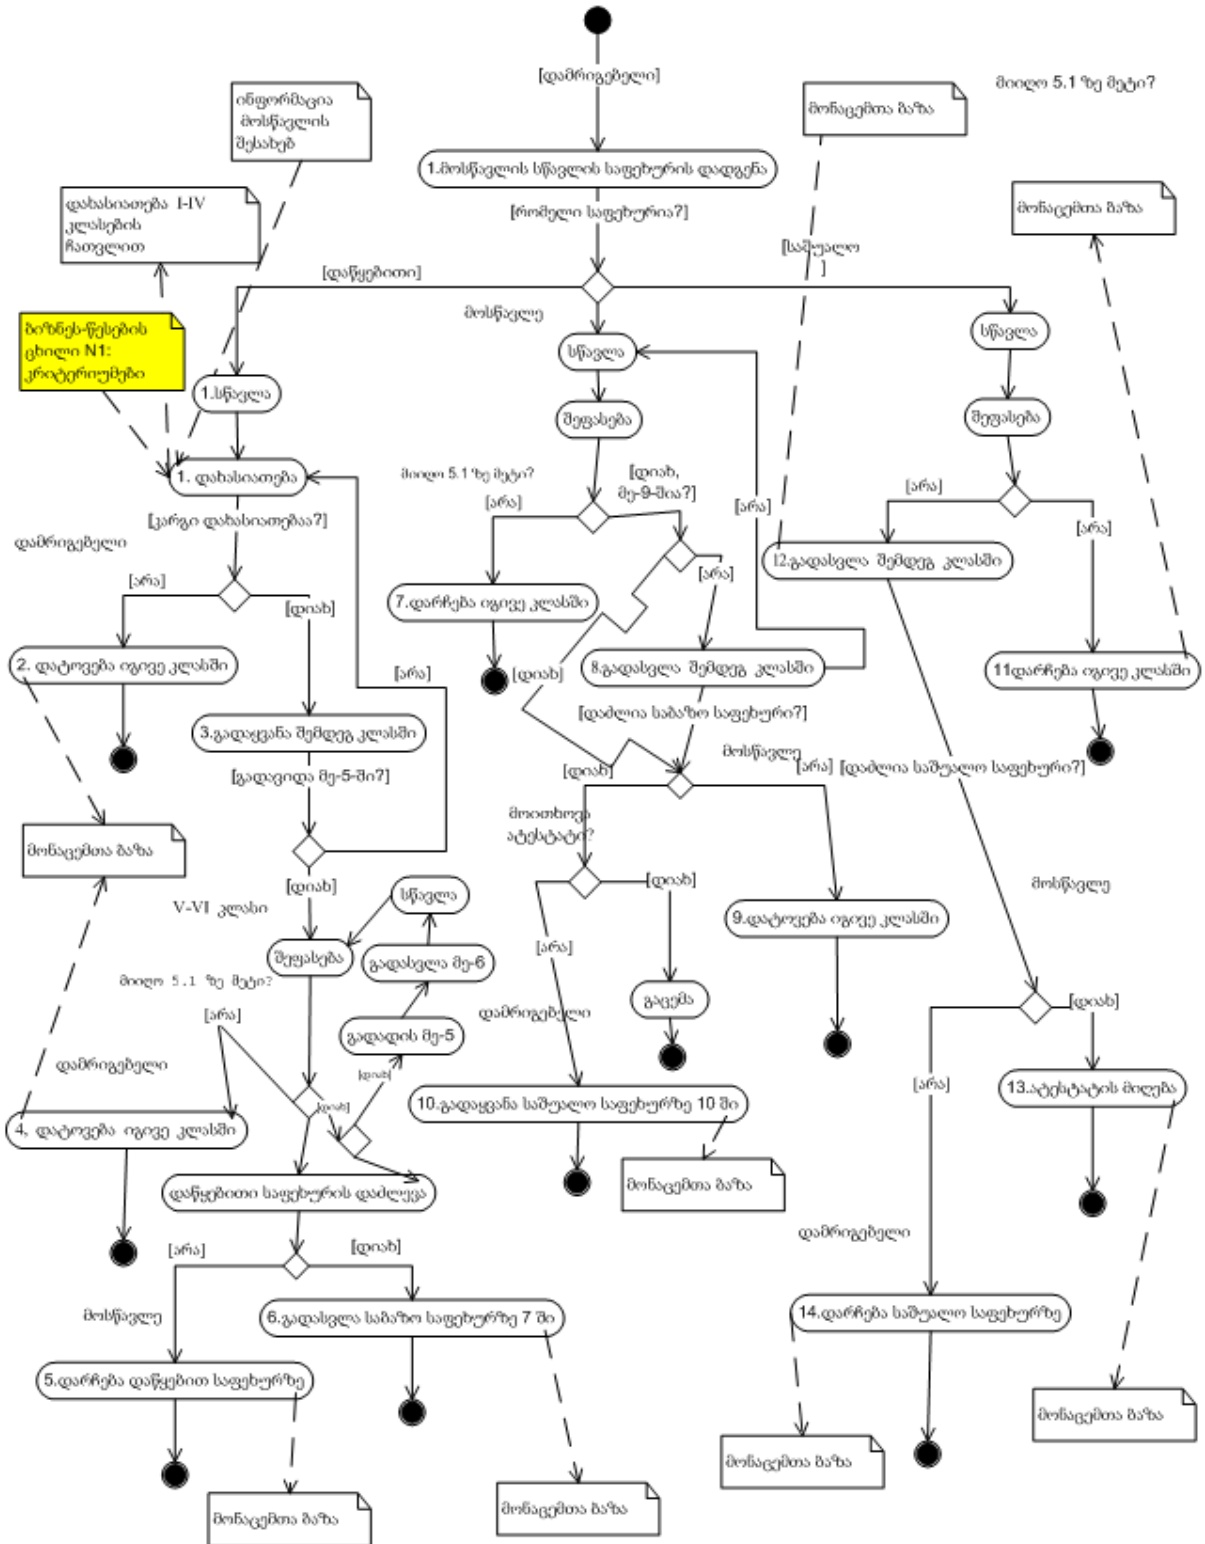 [დამრიგებელი]
მიიღო 5.1 ზე მეტი?
ინფორმაცია
მოსწავლის
შესახებ
მონაცემთა ბაზა
1.მოსწავლის სწავლის საფეხურის დადგენა
დახასიათება I-IV
კლასების
ჩათვლით
[რომელი საფეხურია?]
მონაცემთა ბაზა
[საშუალო
]
[დაწყებითი]
მოსწავლე
ბიზნეს-წესების
ცხილი N1:
კრიტერიუმები
სწავლა
სწავლა
1.სწავლა
შეფასება
შეფასება
1. დახასიათება
მიიღო 5.1 ზე მეტი?
[დიახ,
მე-9-შია?]
[არა]
[არა]
[არა]
[არა]
[კარგი დახასიათებაა?]
დამრიგებელი
12.გადასვლა შემდეგ კლასში
[არა]
[არა]
[დიახ]
7.დარჩება იგივე კლასში
2. დატოვება იგივე კლასში
[არა]
[დიახ]
8.გადასვლა შემდეგ კლასში
11დარჩება იგივე კლასში
3.გადაყვანა შემდეგ კლასში
[დაძლია საბაზო საფეხური?]
მოსწავლე
[გადავიდა მე-5-ში?]
[დიახ]
[არა]
[დაძლია საშუალო საფეხური?]
მოითხოვა
ატესტატი?
მონაცემთა ბაზა
[დიახ]
[დიახ]
მოსწავლე
V-VI კლასი
სწავლა
9.დატოვება იგივე კლასში
შეფასება
გადასვლა მე-6
[არა]
მიიღო 5.1 ზე მეტი?
გაცემა
[დიახ]
[არა]
გადადის მე-5
დამრიგებელი
დამრიგებელი
[დიახ]
[არა]
13.ატესტატის მიღება
[დიახ]
10.გადაყვანა საშუალო საფეხურზე 10 ში
4, დატოვება იგივე კლასში
მონაცემთა ბაზა
დაწყებითი საფეხურის დაძლევა
დამრიგებელი
[არა]
[დიახ]
მოსწავლე
6.გადასვლა საბაზო საფეხურზე 7 ში
14.დარჩება საშუალო საფეხურზე
5.დარჩება დაწყებით საფეხურზე
მონაცემთა ბაზა
მონაცემთა ბაზა
მონაცემთა ბაზა
მონაცემთა ბაზა